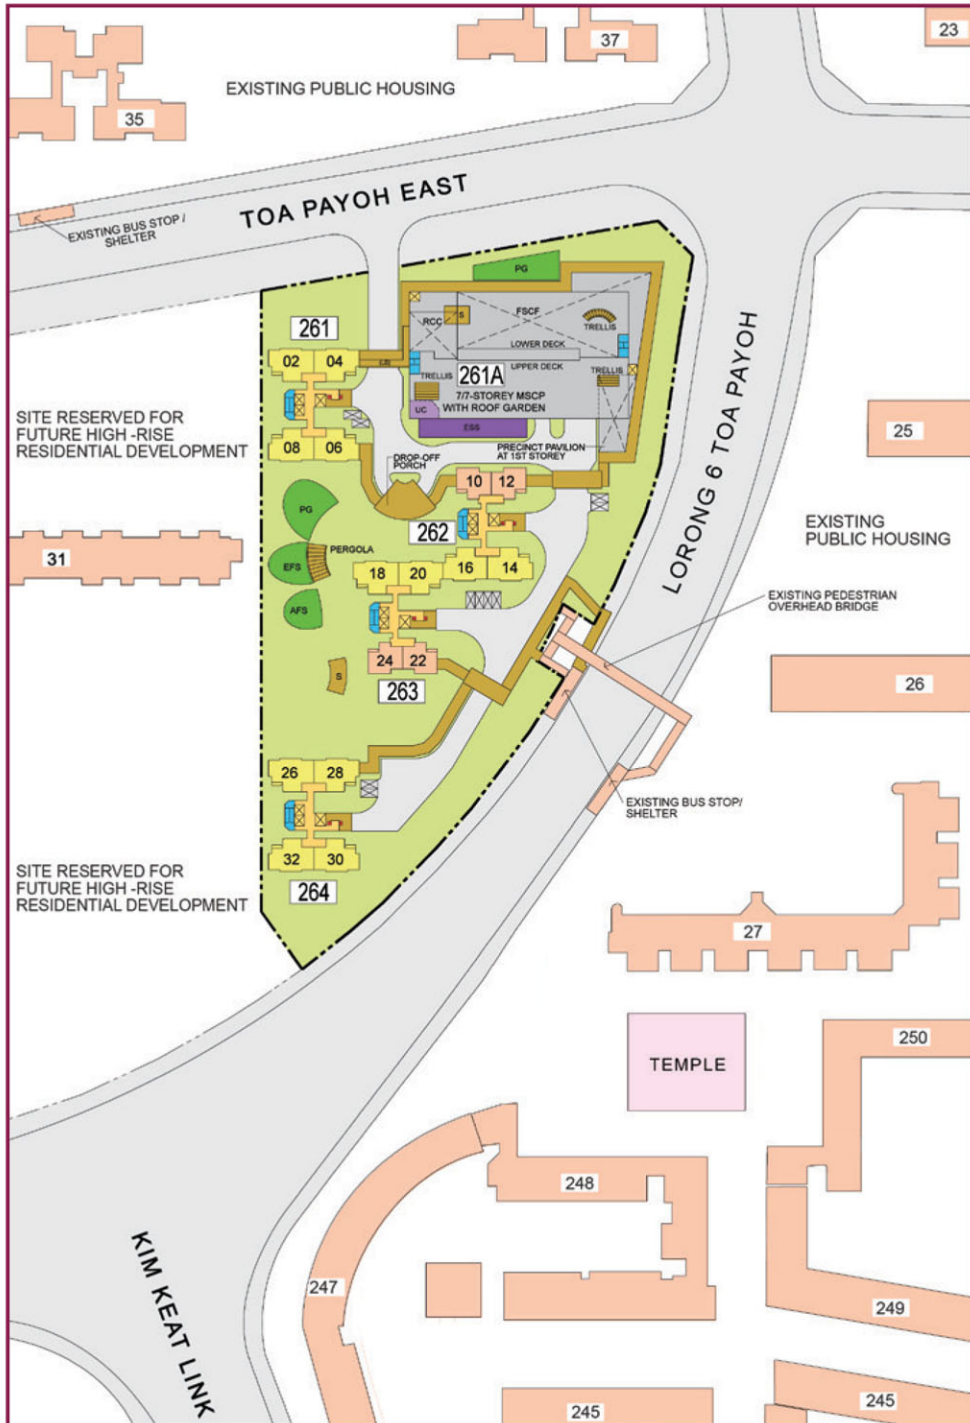 37
23
EXISTING PUBLIC HOUSING
35
TOA PAYOH EAST
EXISTING BUS STOP /
SHELTER
PG
261
RCC
S
FSCF
TRELLIS
02
04
LOWER DECK
UPPER DECK
TRELLIS
261A
TRELLIS
7/7-STOREY MSCP
WITH ROOF GARDEN
UC
ESS
LORONG 6 TOA PAYOH
SITE RESERVED FOR
FUTURE HIGH -RISE
RESIDENTIAL DEVELOPMENT
25
08
06
PRECINCT PAVILION
AT 1ST STOREY
DROP-OFF
PORCH
10
12
PG
262
EXISTING
PUBLIC HOUSING
31
PERGOLA
EFS
16
14
18
20
EXISTING PEDESTRIAN
OVERHEAD BRIDGE
AFS
24
22
S
263
26
26
28
EXISTING BUS STOP/
SHELTER
32
30
SITE RESERVED FOR
FUTURE HIGH -RISE
RESIDENTIAL DEVELOPMENT
264
27
250
TEMPLE
248
KIM KEAT LINK
247
249
245
245